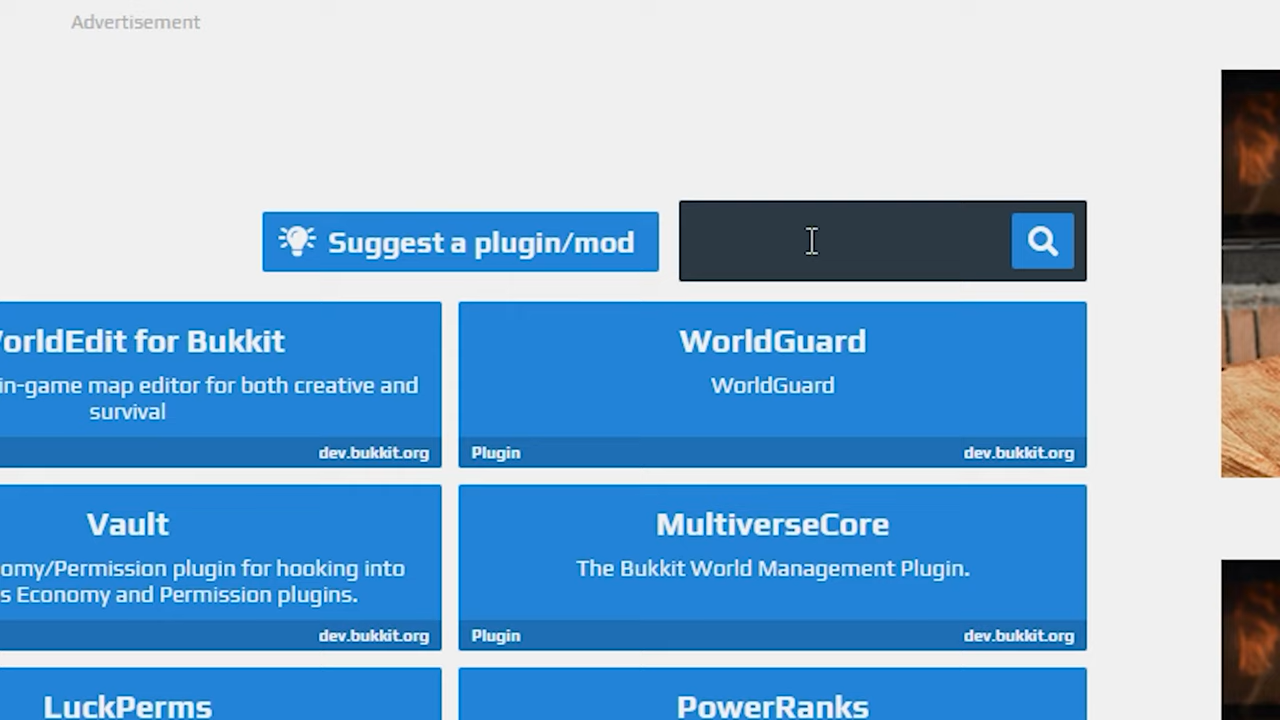 Advertisement
Suggest a plugin/mod
WorldEdit for Bukkit
in-game map editor for both creative and
survival
dev.bukkit.org
WorldGuard
WorldGuard
Plugin
dev.bukkit.org
Vault
omy/Permission plugin for hooking into
s Economy and Permission plugins.
dev.bukkit.org
MultiverseCore
The Bukkit World Management Plugin.
Plugin
dev.bukkit.org
LuckPerms
PowerRanks